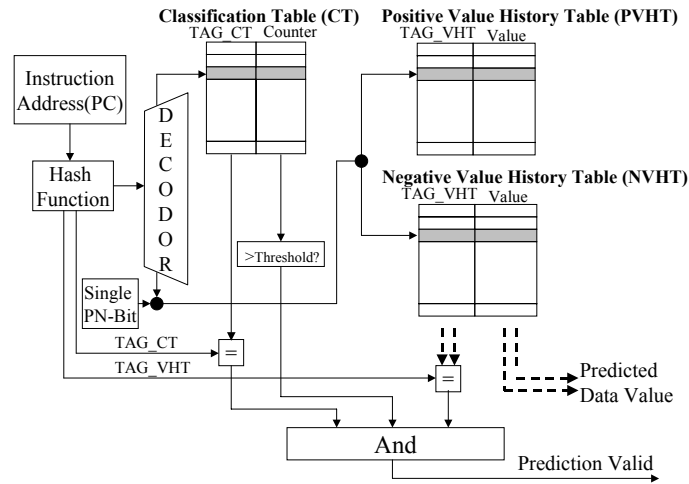 Classification Table (CT)
TAG_CT Counter
Positive Value History Table (PVHT)
TAG_VHT Value
Instruction
Address(PC)
DECODOR
Hash
Function
Negative Value History Table (NVHT)
TAG_VHT Value
>Threshold?
Single
PN-Bit
TAG_CT
=
TAG_VHT
=
Predicted
Data Value
And
Prediction Valid